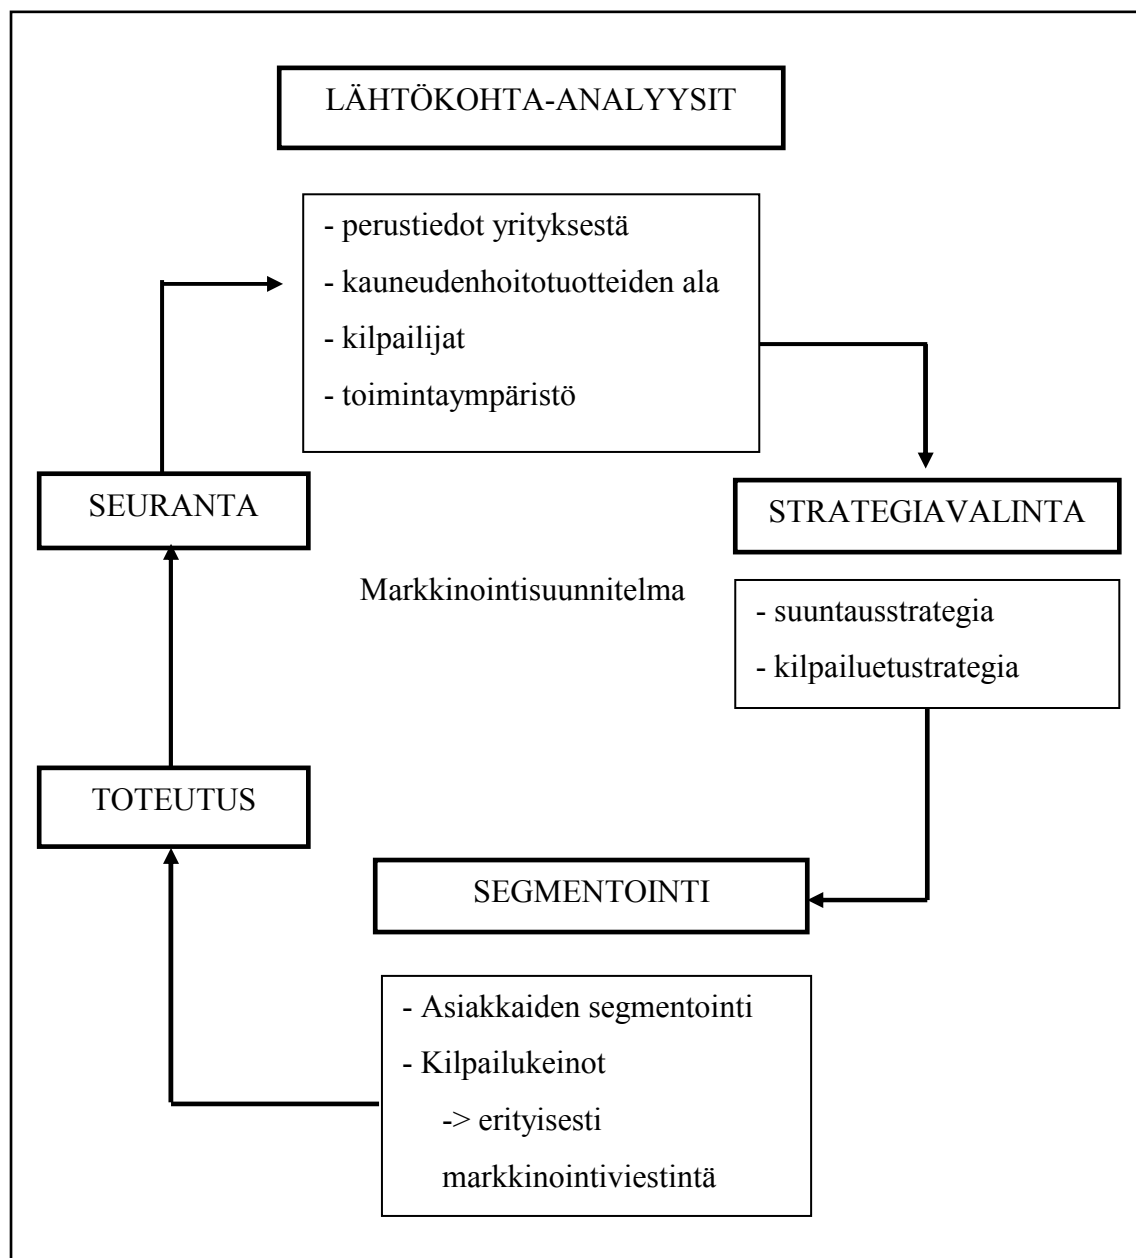 LÄHTÖKOHTA-ANALYYSIT
- perustiedot yrityksestä
- kauneudenhoitotuotteiden ala
- kilpailijat
- toimintaympäristö
SEURANTA
STRATEGIAVALINTA
Markkinointisuunnitelma
- suuntausstrategia
- kilpailuetustrategia
TOTEUTUS
SEGMENTOINTI
- Asiakkaiden segmentointi
- Kilpailukeinot
-> erityisesti
markkinointiviestintä